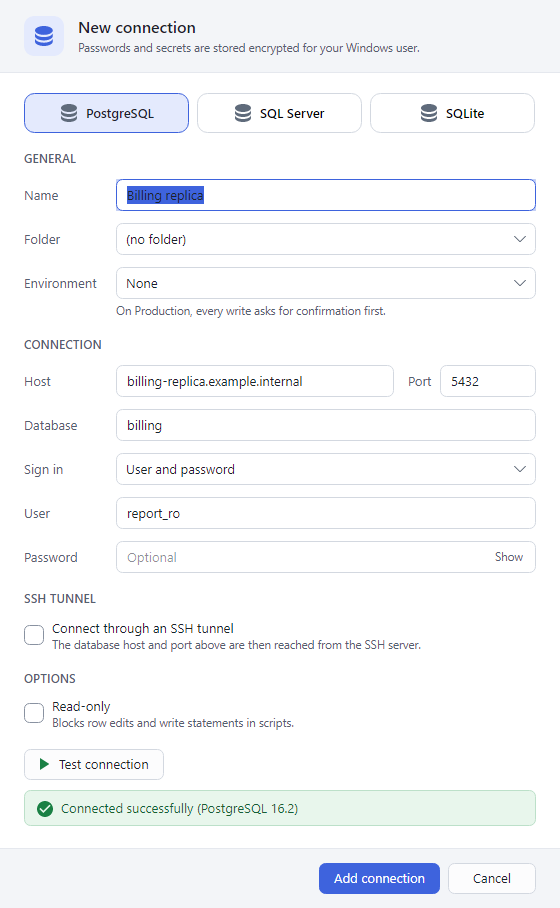 New connection
Passwords and secrets are stored encrypted for your Windows user.
PostgreSQL
SQL Server
SQLite
GENERAL
Name
Billing replica
Folder
(no folder)
Environment
None
On Production, every write asks for confirmation first.
CONNECTION
Host
billing-replica.example.internal
Port
5432
Database
billing
Sign in
User and password
User
report_ro
Password
Optional
Show
SSH TUNNEL
Connect through an SSH tunnel
The database host and port above are then reached from the SSH server.
OPTIONS
Read-only
Blocks row edits and write statements in scripts.
Test connection
Connected successfully (PostgreSQL 16.2)
Add connection
Cancel